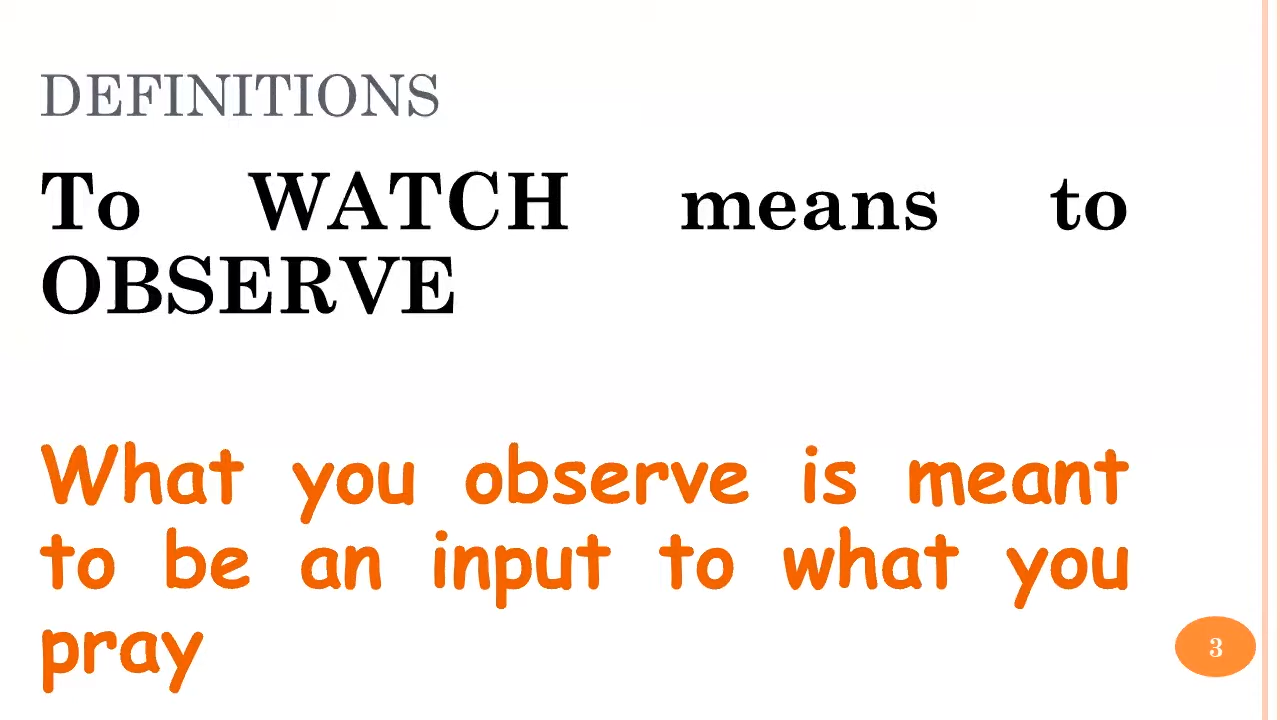 DEFINITIONS
To WATCH means to
OBSERVE
What you observe is meant
to be an input to what you
pray
3